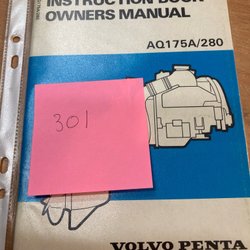 INSTRUCTION BOOK
OWNERS MANUAL
AQ175A/280
301
VOLVO PENTA